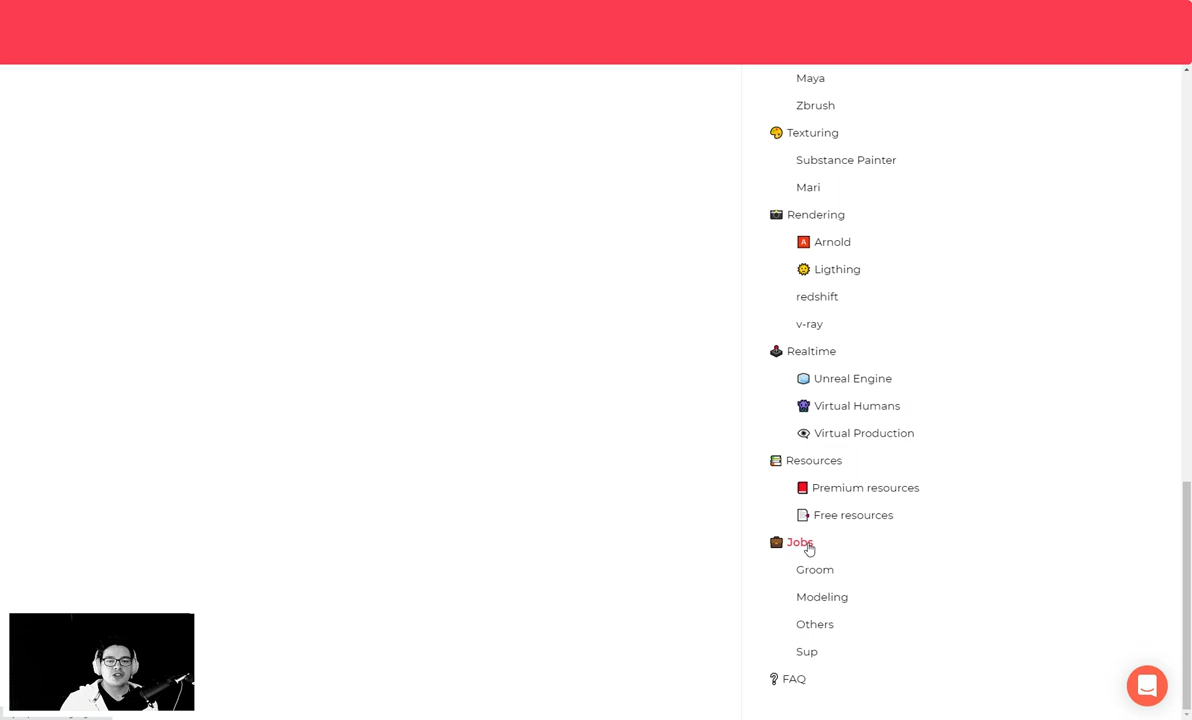 Maya
Zbrush
Texturing
Substance Painter
Mari
Rendering
A Arnold
Ligthing
redshift
v-ray
Realtime
Unreal Engine
Virtual Humans
Virtual Production
Resources
Premium resources
Free resources
Jobs
Groom
Modeling
Others
Sup
? FAQ